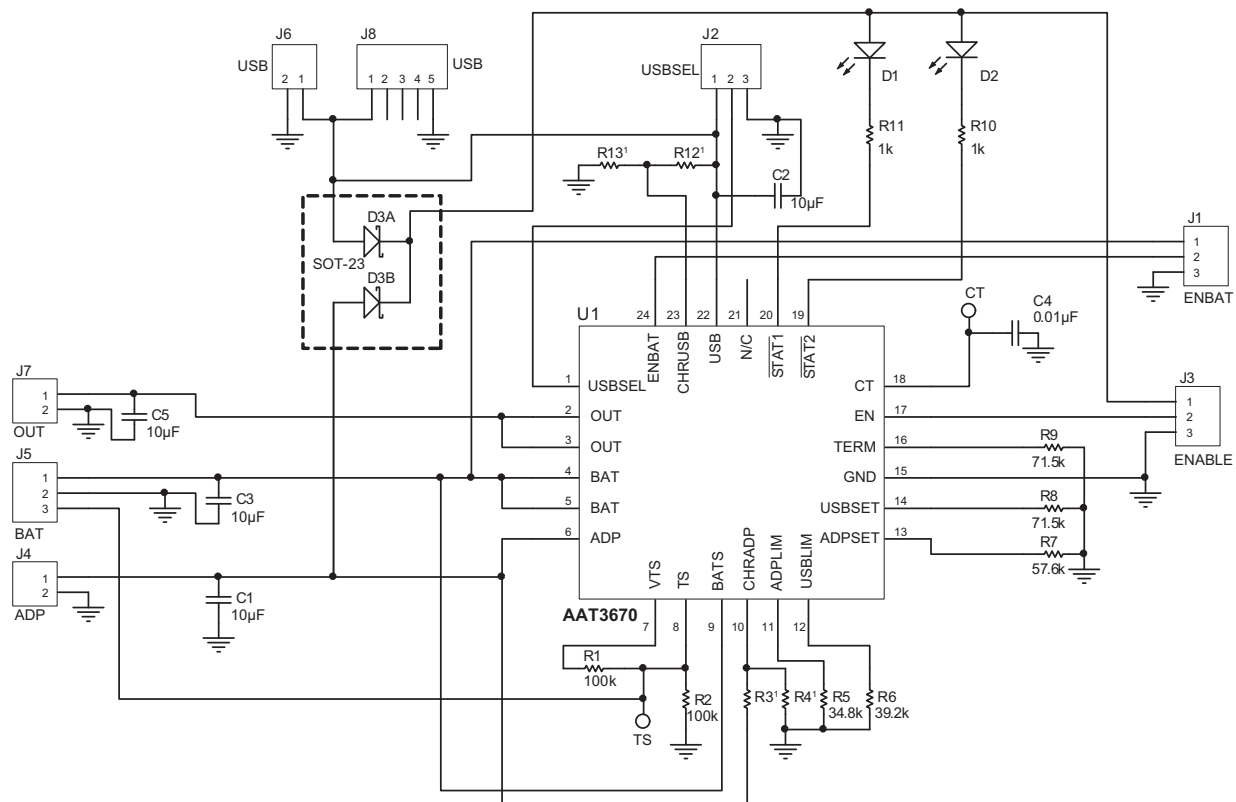 J6
J8
J2
USB
2 1
1 2 3 4 5
USB
USBSEL
1 2 3
D1
D2
R11
1k
R10
1k
R13¹
R12¹
C2
10µF
D3A
SOT-23
D3B
J1
1
2
3
ENBAT
CT
C4
0.01µF
U1
24 23 22 21 20 19
ENBAT
CHRUSB
USB
N/C
STAT1
STAT2
1 USBSEL
2 OUT
3 OUT
4 BAT
5 BAT
6 ADP
CT 18
EN 17
TERM 16
GND 15
USBSET 14
ADPSET 13
VTS
TS
BATS
CHRADP
ADPLIM
USBLIM
AAT3670
7 8 9 10 11 12
J3
1
2
3
ENABLE
R9
71.5k
R8
71.5k
R7
57.6k
J7
1
2
OUT
C5
10µF
J5
1
2
3
BAT
C3
10µF
J4
1
2
ADP
C1
10µF
R1
100k
R2
100k
TS
R3¹
R4¹
R5
34.8k
R6
39.2k